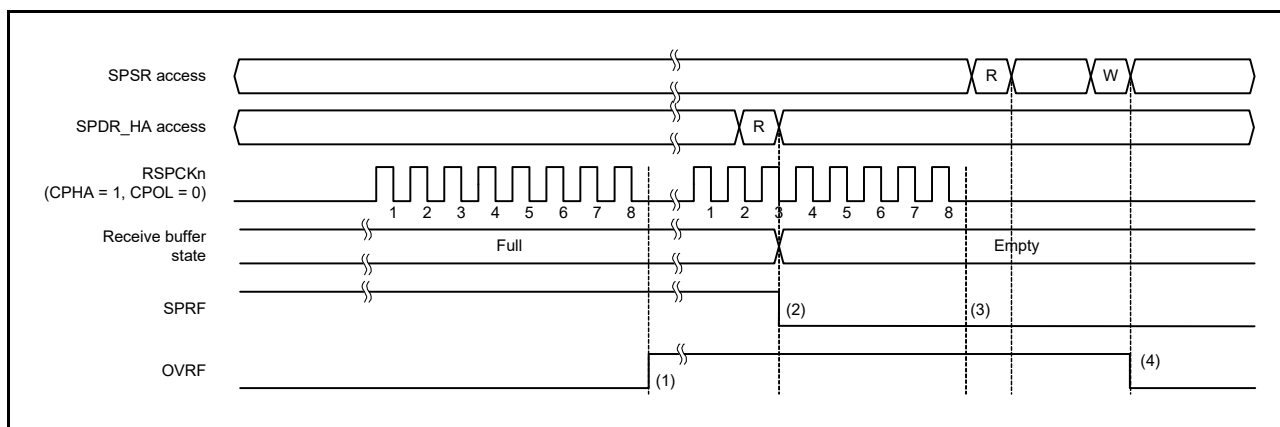 SPSR access
R
W
SPDR_HA access
R
RSPCKn
(CPHA = 1, CPOL = 0)
1 2 3 4 5 6 7 8 1 2 3 4 5 6 7 8
Receive buffer
state
Full
Empty
SPRF
(2)
(3)
OVRF
(1)
(4)